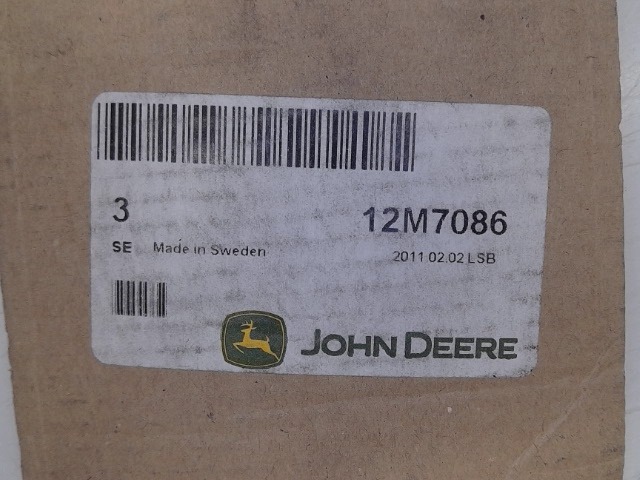 3
12M7086
SE Made in Sweden
2011.02.02 LSB
JOHN DEERE